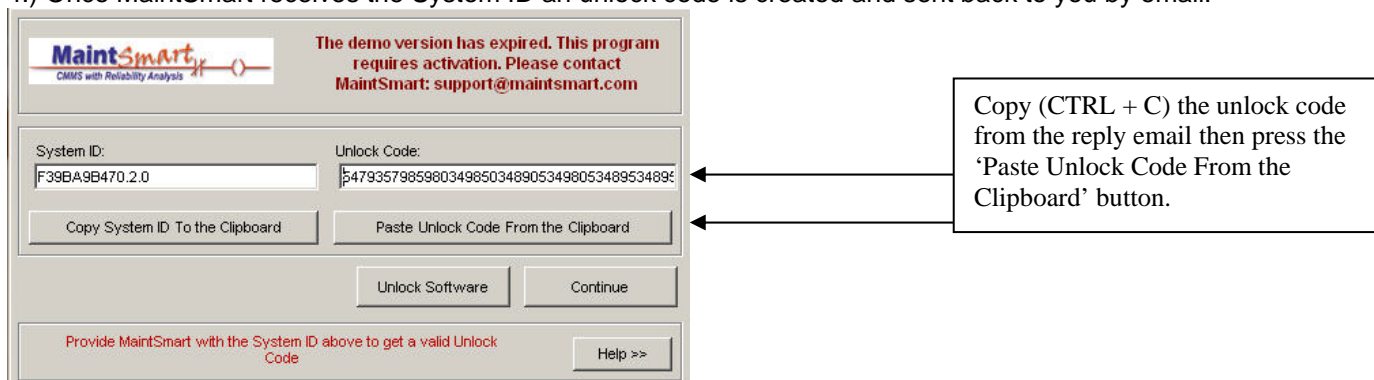 4.) Once MaintSmart receives the System ID an unlock code is created and sent back to you by email.
MaintSmart
CMMS with Reliability Analysis
The demo version has expired. This program
requires activation. Please contact
MaintSmart: support@maintsmart.com
System ID:
F39BA9B470.2.0
Unlock Code:
54793579859803498503489053498053489534895
Copy System ID To the Clipboard
Paste Unlock Code From the Clipboard
Unlock Software
Continue
Provide MaintSmart with the System ID above to get a valid Unlock
Code
Help >>
Copy (CTRL + C) the unlock code
from the reply email then press the
‘Paste Unlock Code From the
Clipboard’ button.